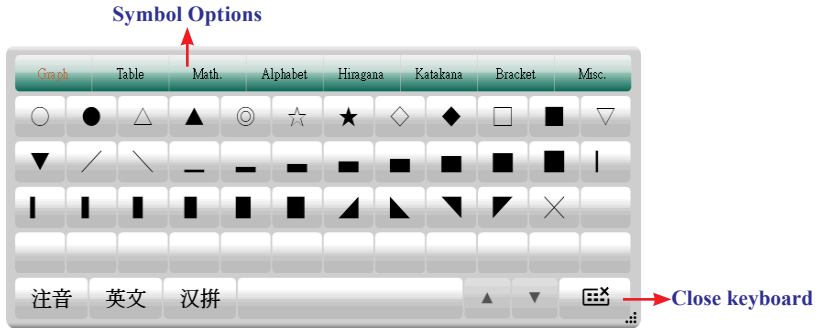 Symbol Options
Graph Table Math. Alphabet Hiragana Katakana Bracket Misc.
○ ● △ ▲ ◎ ☆ ★ ◇ ◆ □ ■ ▽
▼ ╱ ╲ ▁ ▂ ▃ ▄ ▅ ▆ ▇ █ ▏
▎ ▍ ▌ ▋ ▊ ▉ ◢ ◣ ◥ ◤ ╳
注音 英文 汉拼 ▲ ▼
Close keyboard